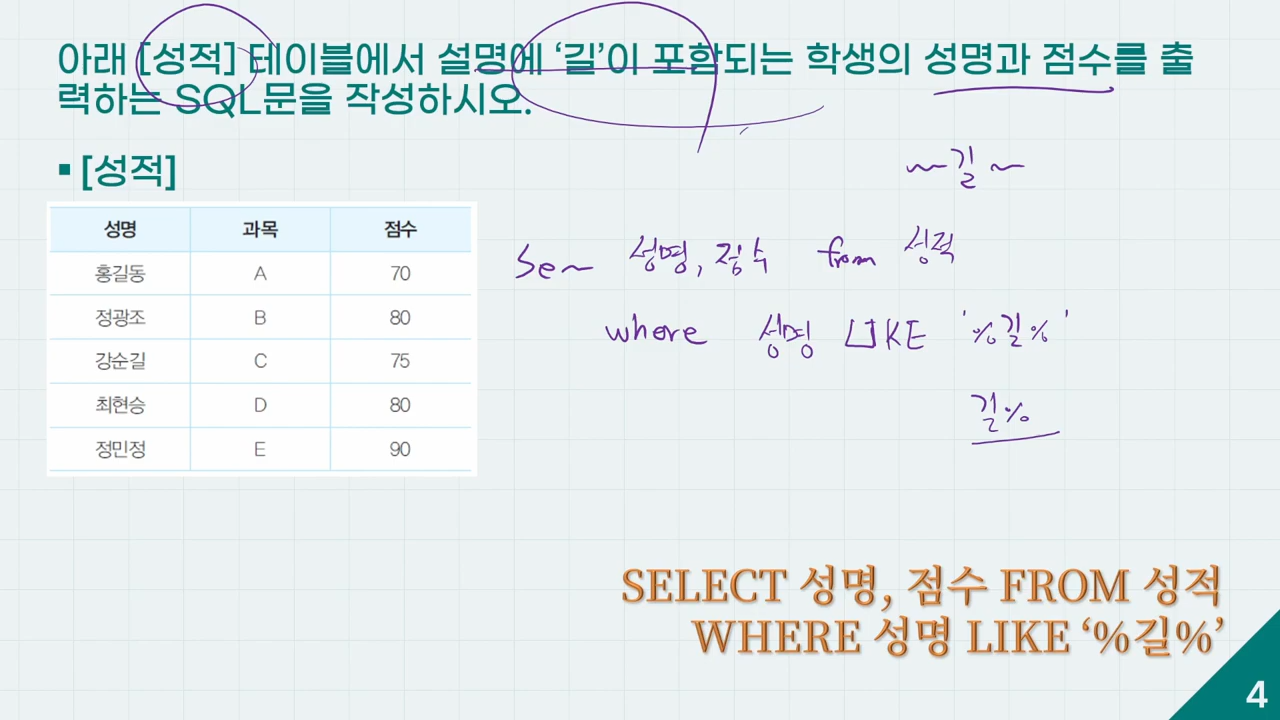 아래 [성적] 테이블에서 설명에 ‘길’이 포함되는 학생의 성명과 점수를 출
력하는 SQL문을 작성하시오.
▪ [성적]
성명 과목 점수
홍길동 A 70
정광조 B 80
강순길 C 75
최현승 D 80
정민정 E 90
~길~
Se~ 성명, 점수 from 성적
where 성명 LIKE '%길%'
길%
SELECT 성명, 점수 FROM 성적
WHERE 성명 LIKE ‘%길%’
4